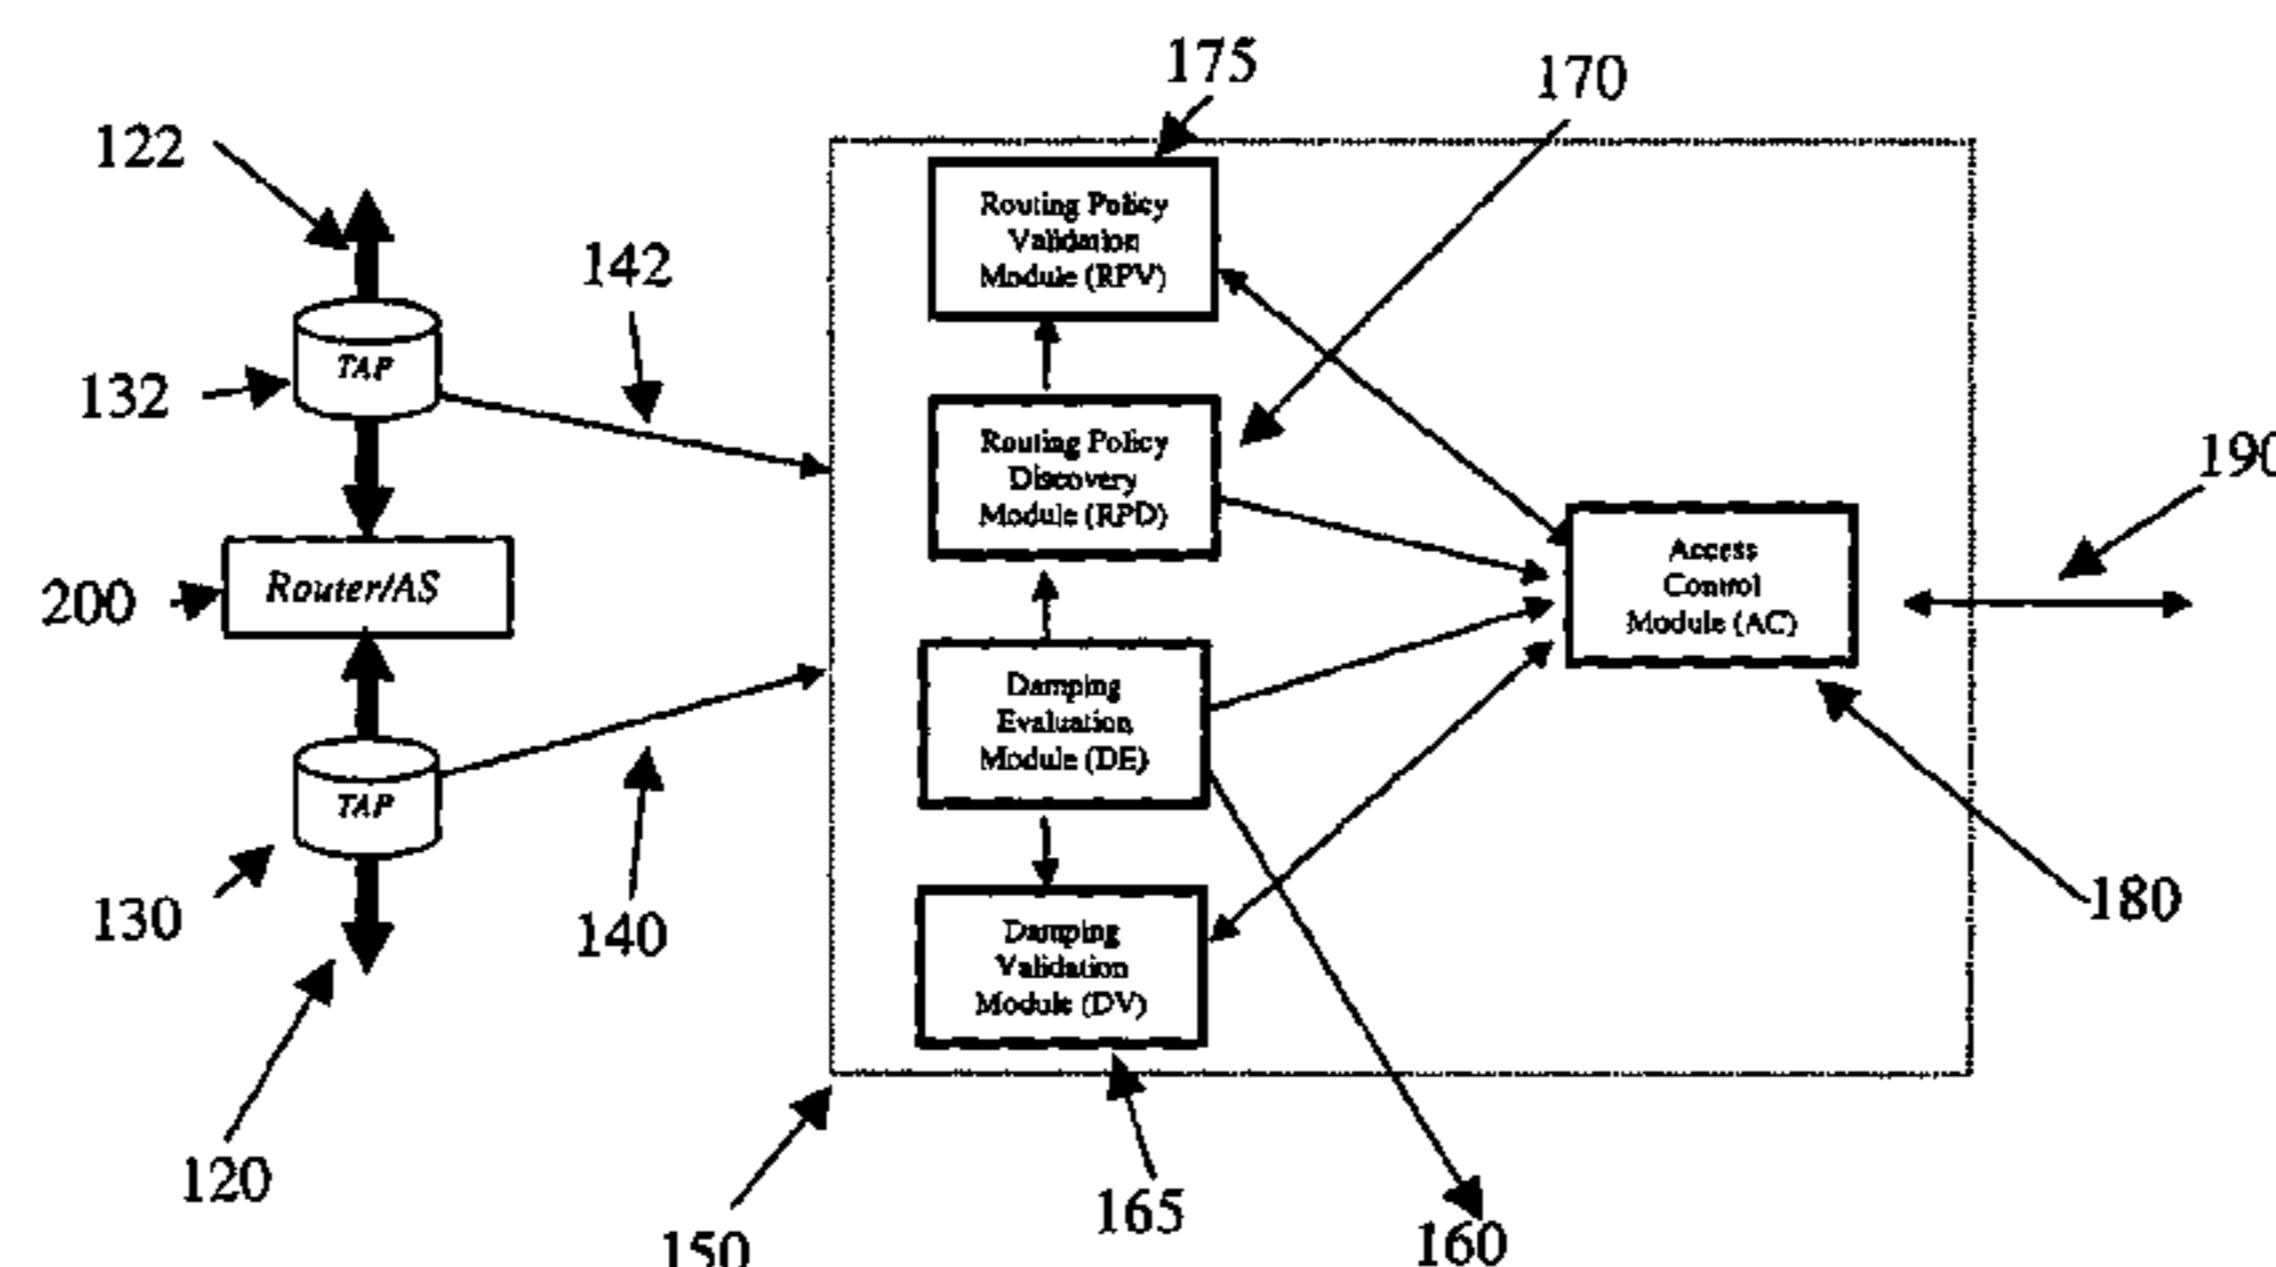 175
170
122
Routing Policy
Validation
Module (RPV)
142
TAP
132
Routing Policy
Discovery
Module (RPD)
190
Access
Control
Module (AC)
Router/AS
200
Damping
Evaluation
Module (DE)
TAP
130
140
180
Damping
Validation
Module (DV)
120
165
150
160